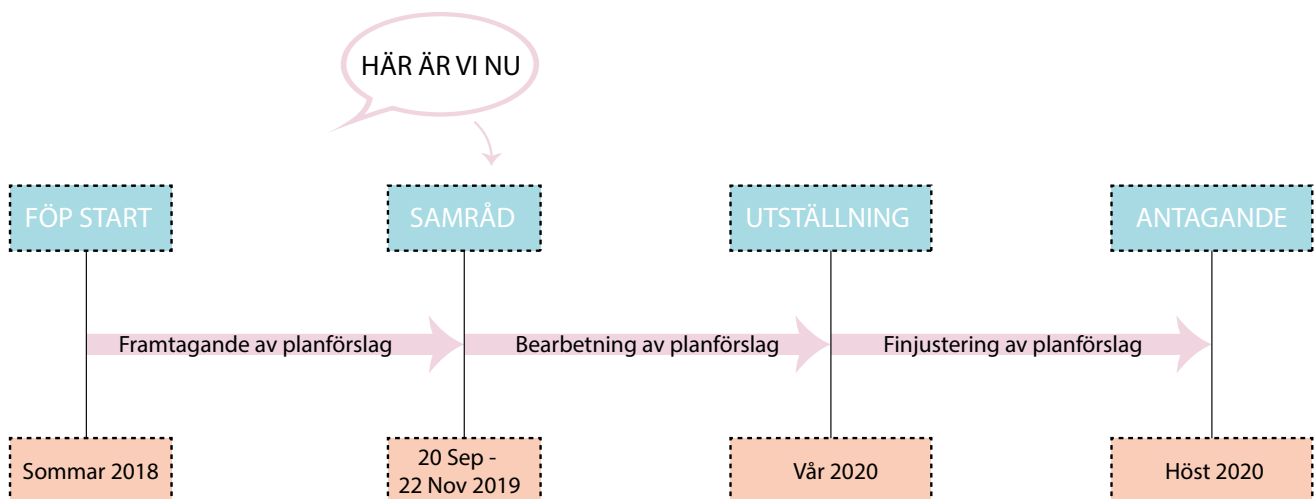 HÄR ÄR VI NU
FÖP START
SAMRÅD
UTSTÄLLNING
ANTAGANDE
Framtagande av planförslag
Bearbetning av planförslag
Finjustering av planförslag
Sommar 2018
20 Sep -
22 Nov 2019
Vår 2020
Höst 2020